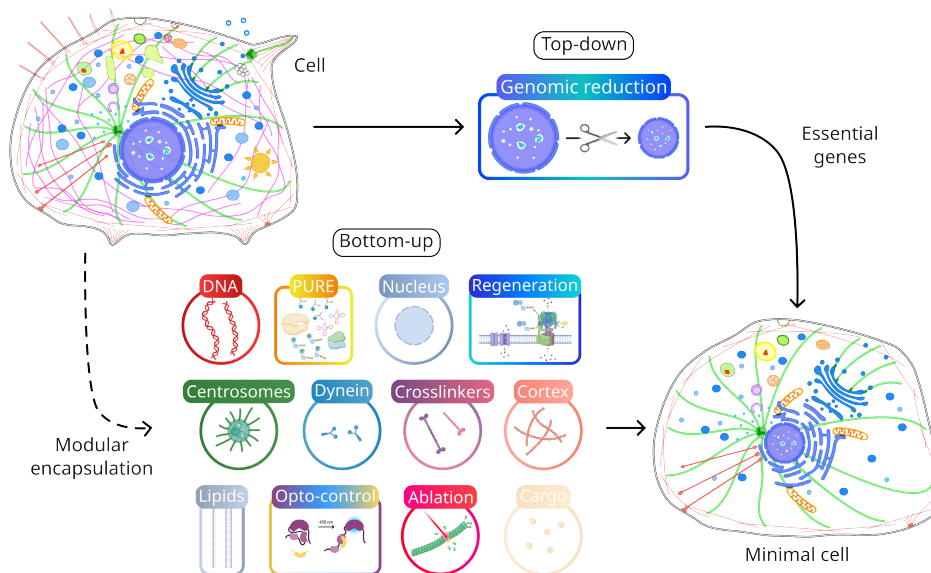 Top-down
Cell
Genomic reduction
Essential
genes
Bottom-up
DNA
PURE
Nucleus
Regeneration
Centrosomes
Dynein
Crosslinkers
Cortex
Modular
encapsulation
Lipids
Opto-control
Ablation
Cargo
Minimal cell